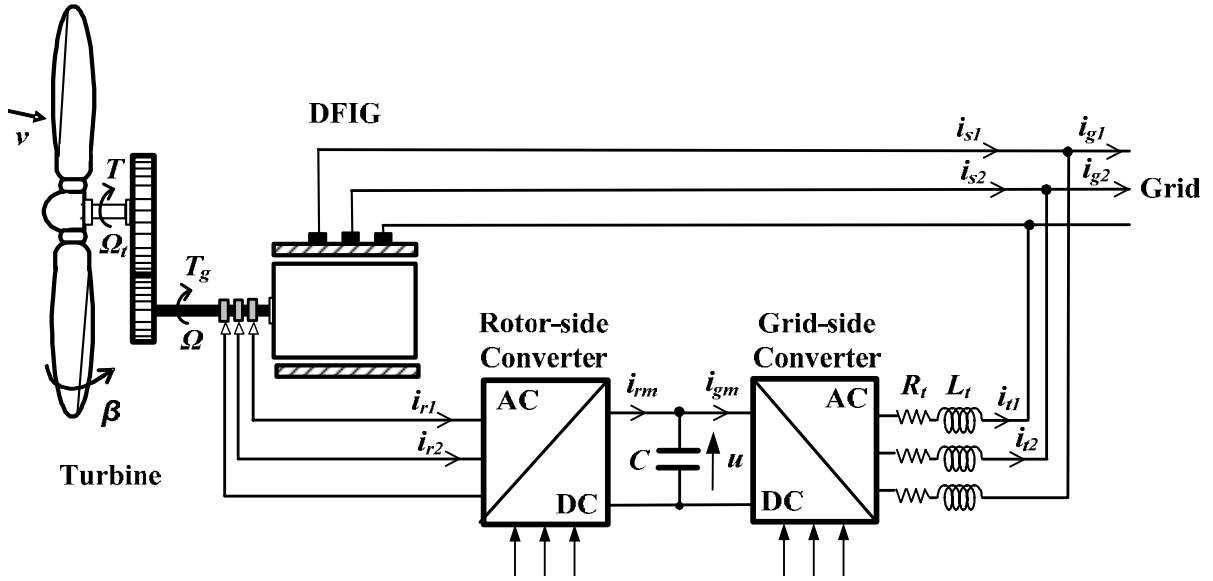 DFIG
i_s1
i_g1
v
T
i_s2
i_g2
Grid
Ω_t
T_g
Ω
Rotor-side
Converter
Grid-side
Converter
β
i_r1
AC
i_rm
i_gm
AC
R_t
L_t
i_t1
i_r2
C
u
i_t2
Turbine
DC
DC